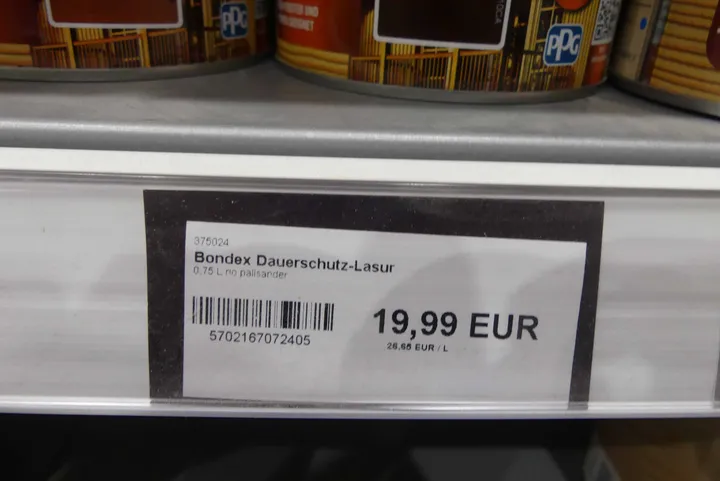 PPG
PPG
375024
Bondex Dauerschutz-Lasur
0,75 L no palisander
5702167072405
19,99 EUR
26,65 EUR / L